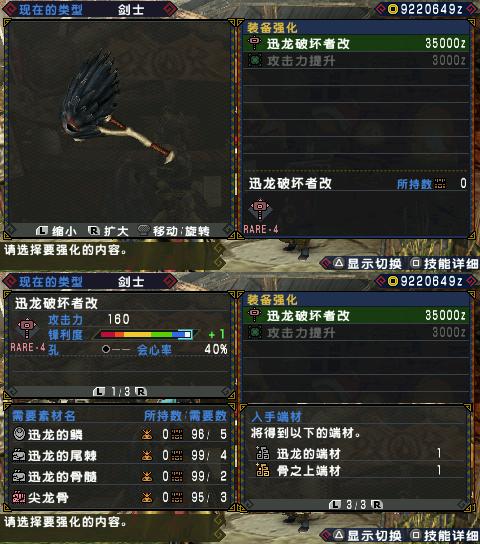 现在的类型 剑士
9220649z
装备强化
迅龙破坏者改 35000z
攻击力提升 3000z
迅龙破坏者改 所持数 0
RARE-4
L 缩小 R 扩大 移动/旋转
请选择要强化的内容。
△显示切换 □技能详细
现在的类型 剑士
9220649z
迅龙破坏者改
攻击力 160
锋利度 +1
RARE-4
孔 ●—— 会心率 40%
L 1/3 R
装备强化
迅龙破坏者改 35000z
攻击力提升 3000z
需要素材名 所持数/需要数
迅龙的鳞 0 96/ 5
迅龙的尾棘 0 99/ 4
迅龙的骨髓 0 99/ 2
尖龙骨 0 95/ 3
入手端材
将得到以下的端材。
迅龙的端材 1
骨之上端材 1
L 3/3 R
请选择要强化的内容。
△显示切换 □技能详细